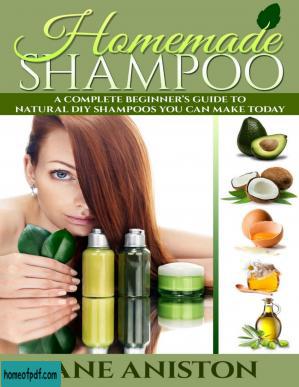 Homemade
SHAMPOO
A COMPLETE BEGINNER'S GUIDE TO
NATURAL DIY SHAMPOOS YOU CAN MAKE TODAY
homeofpdf.com
ANE ANISTON